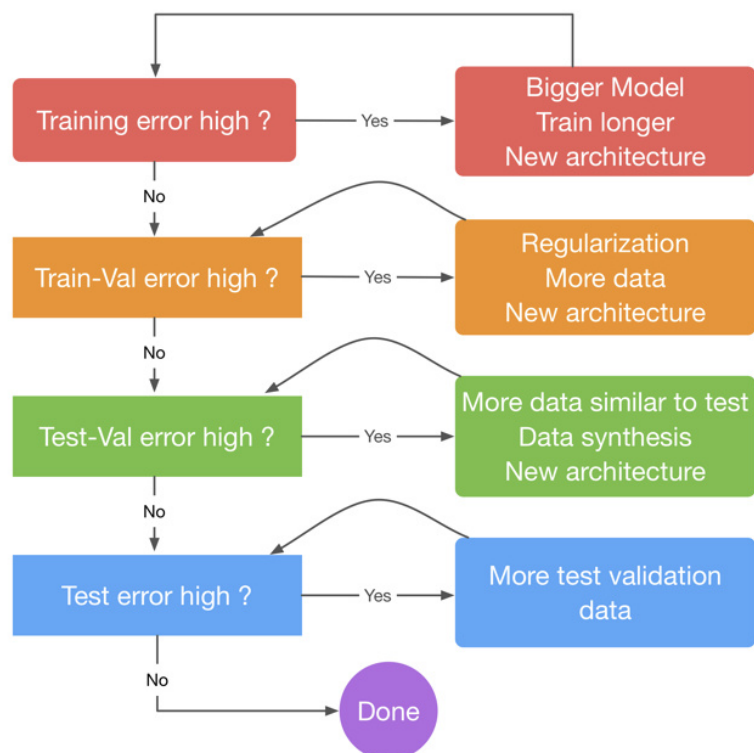 Training error high ?
Yes
Bigger Model
Train longer
New architecture
No
Train-Val error high ?
Yes
Regularization
More data
New architecture
No
Test-Val error high ?
Yes
More data similar to test
Data synthesis
New architecture
No
Test error high ?
Yes
More test validation
data
No
Done